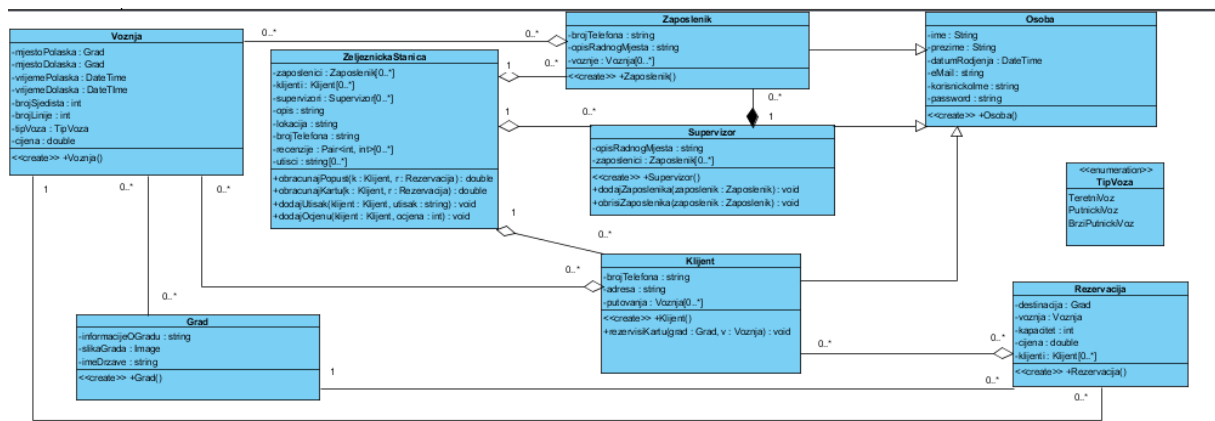 Voznja
-mjestoPolaska : Grad
-mjestoDolaska : Grad
-vrijemePolaska : DateTime
-vrijemeDolaska : DateTIme
-brojSjedista : int
-brojLinije : int
-tipVoza : TipVoza
-cijena : double
<<create>> +Voznja()
ZeljeznickaStanica
-zaposlenici : Zaposlenik[0..*]
-klijenti : Klijent[0..*]
-supervizori : Supervizor[0..*]
-opis : string
-lokacija : string
-brojTelefona : string
-recenzije : Pair<int, int>[0..*]
-utisci : string[0..*]
+obracunajPopust(k : Klijent, r : Rezervacija) : double
+obracunajKartu(k : Klijent, r : Rezervacija) : double
+dodajUtisak(klijent : Klijent, utisak : string) : void
+dodajOcjenu(klijent : Klijent, ocjena : int) : void
Zaposlenik
-brojTelefona : string
-opisRadnogMjesta : string
-voznje : Voznja[0..*]
<<create>> +Zaposlenik()
Osoba
-ime : String
-prezime : String
-datumRodjenja : DateTime
-eMail : string
-korisnickoIme : string
-password : string
<<create>> +Osoba()
Supervizor
-opisRadnogMjesta : string
-zaposlenici : Zaposlenik[0..*]
<<create>> +Supervizor()
+dodajZaposlenika(zaposlenik : Zaposlenik) : void
+obrisiZaposlenika(zaposlenik : Zaposlenik) : void
<<enumeration>>
TipVoza
TeretniVoz
PutnickiVoz
BrziPutnickiVoz
Klijent
-brojTelefona : string
-adresa : string
-putovanja : Voznja[0..*]
<<create>> +Klijent()
+rezervisiKartu(grad : Grad, v : Voznja) : void
Rezervacija
-destinacija : Grad
-voznja : Voznja
-kapacitet : int
-cijena : double
-klijenti : Klijent[0..*]
<<create>> +Rezervacija()
Grad
-informacijeOGradu : string
-slikaGrada : Image
-imeDrzave : string
<<create>> +Grad()
0..*
0..*
1
0..*
1
0..*
0..*
1
1
0..*
1
0..*
0..*
0..*
0..*
0..*
0..*
1
0..*
0..*